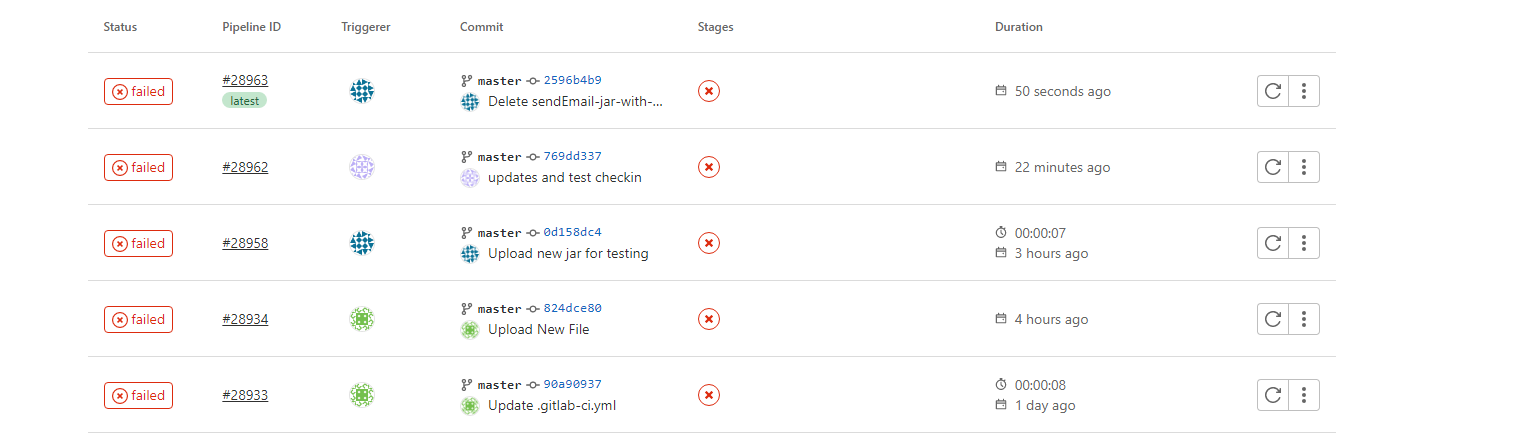 Status Pipeline ID Triggerer Commit Stages Duration
failed #28963 master 2596b4b9 50 seconds ago
latest Delete sendEmail-jar-with-...
failed #28962 master 769dd337 22 minutes ago
updates and test checkin
failed #28958 master 0d158dc4 00:00:07
Upload new jar for testing 3 hours ago
failed #28934 master 824dce80 4 hours ago
Upload New File
failed #28933 master 90a90937 00:00:08
Update .gitlab-ci.yml 1 day ago